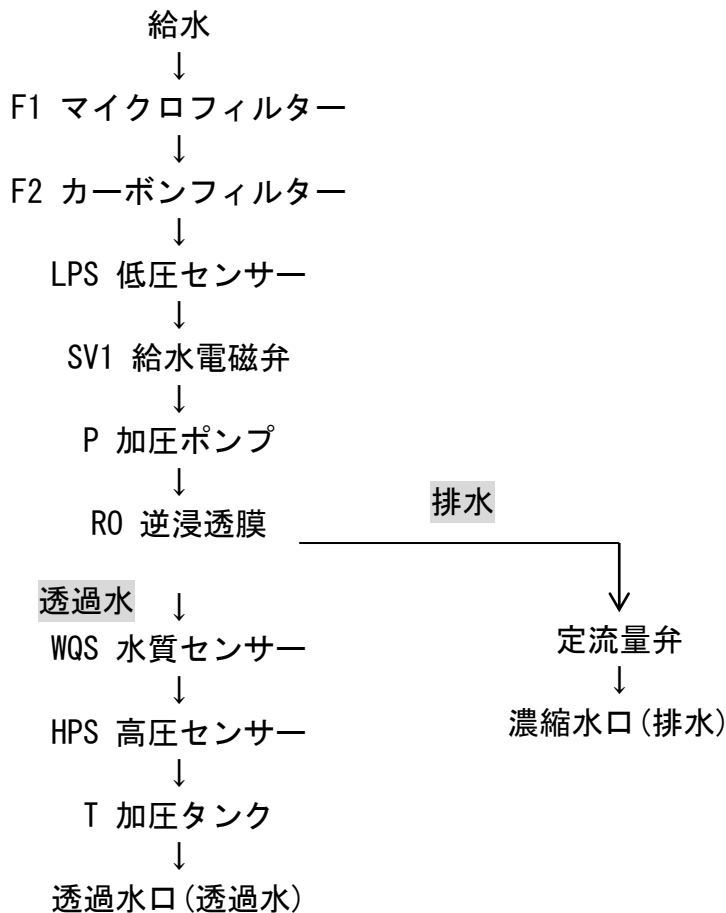 給水
↓
F1 マイクロフィルター
↓
F2 カーボンフィルター
↓
LPS 低圧センサー
↓
SV1 給水電磁弁
↓
P 加圧ポンプ
↓
RO 逆浸透膜
排水
透過水 ↓
WQS 水質センサー
↓
HPS 高圧センサー
↓
T 加圧タンク
↓
透過水口(透過水)
定流量弁
↓
濃縮水口(排水)